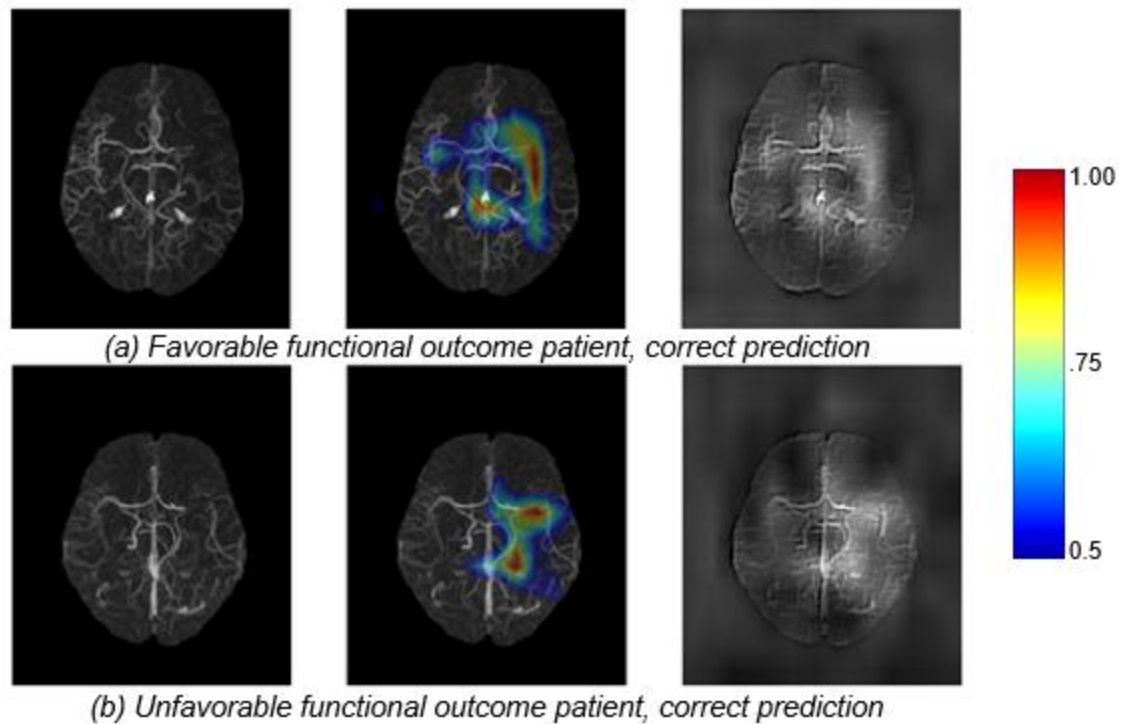 (a) Favorable functional outcome patient, correct prediction
(b) Unfavorable functional outcome patient, correct prediction
1.00
.75
0.5